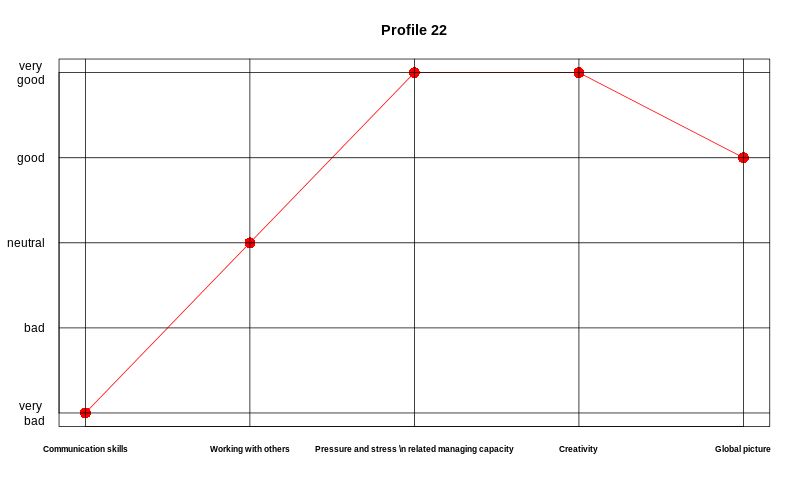 Profile 22
very
good
good
neutral
bad
very
bad
Communication skills
Working with others
Pressure and stress \n related managing capacity
Creativity
Global picture